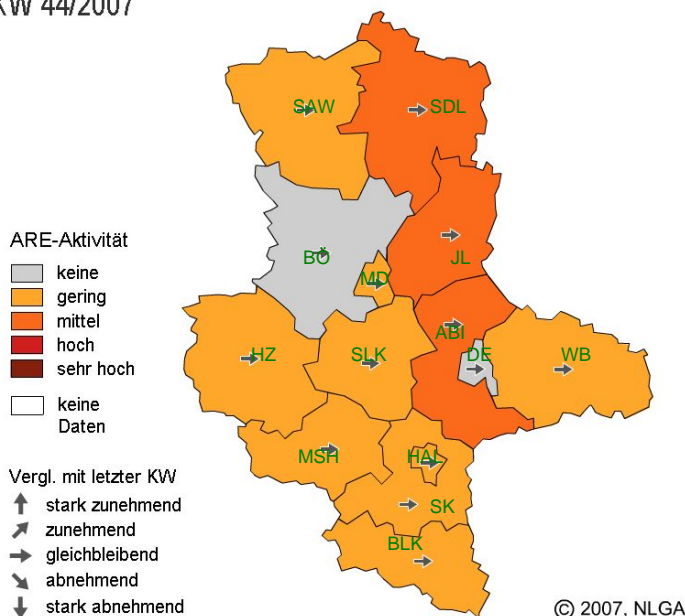 KW 44/2007
SAW
SDL
ARE-Aktivität
keine
gering
mittel
hoch
sehr hoch
keine
Daten
BÖ
JL
MD
ABI
HZ
SLK
DE
WB
MSH
HAL
SK
BLK
Vergl. mit letzter KW
stark zunehmend
zunehmend
gleichbleibend
abnehmend
stark abnehmend
© 2007, NLGA